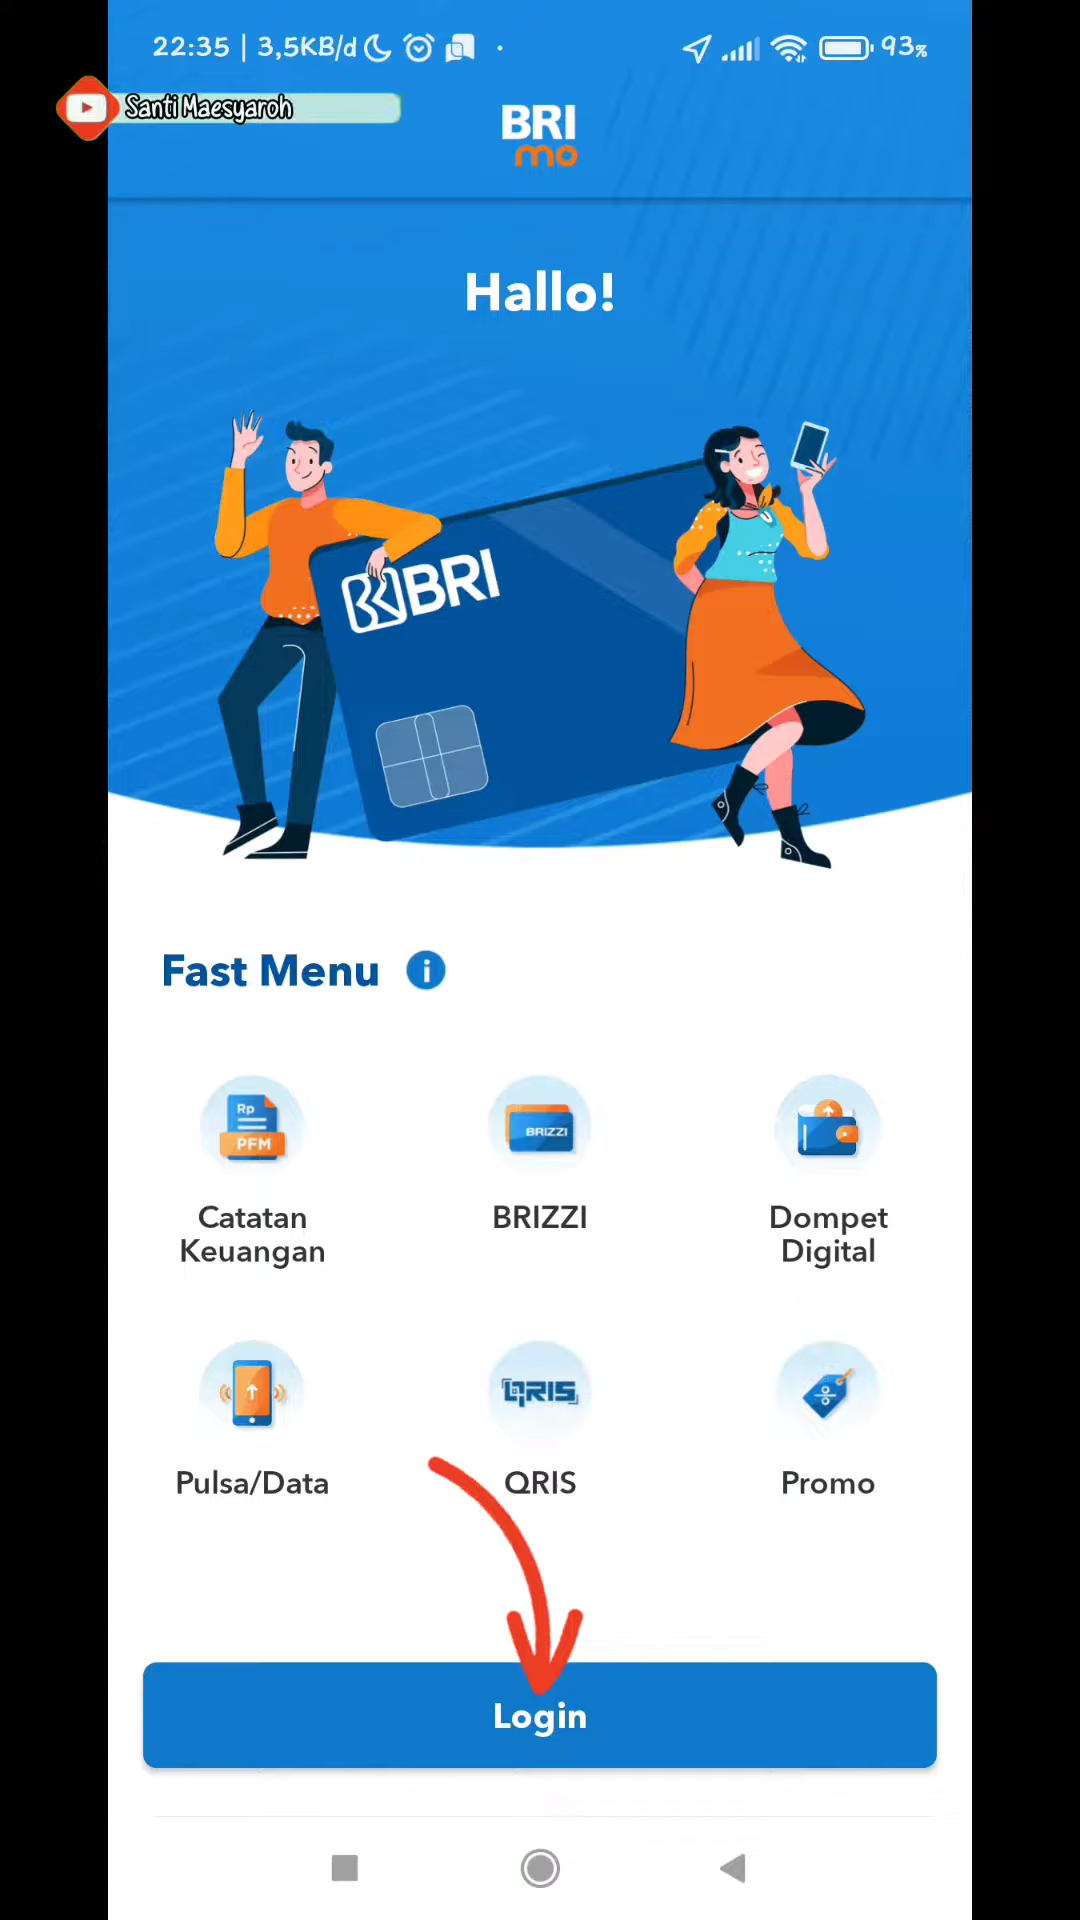 22:35 | 3,5KB/d
93%
Santi Maesyaroh
BRI
mo
Hallo!
BRI
Fast Menu i
Rp
PFM
BRIZZI
Catatan
Keuangan
BRIZZI
Dompet
Digital
QRIS
Pulsa/Data
QRIS
Promo
Login